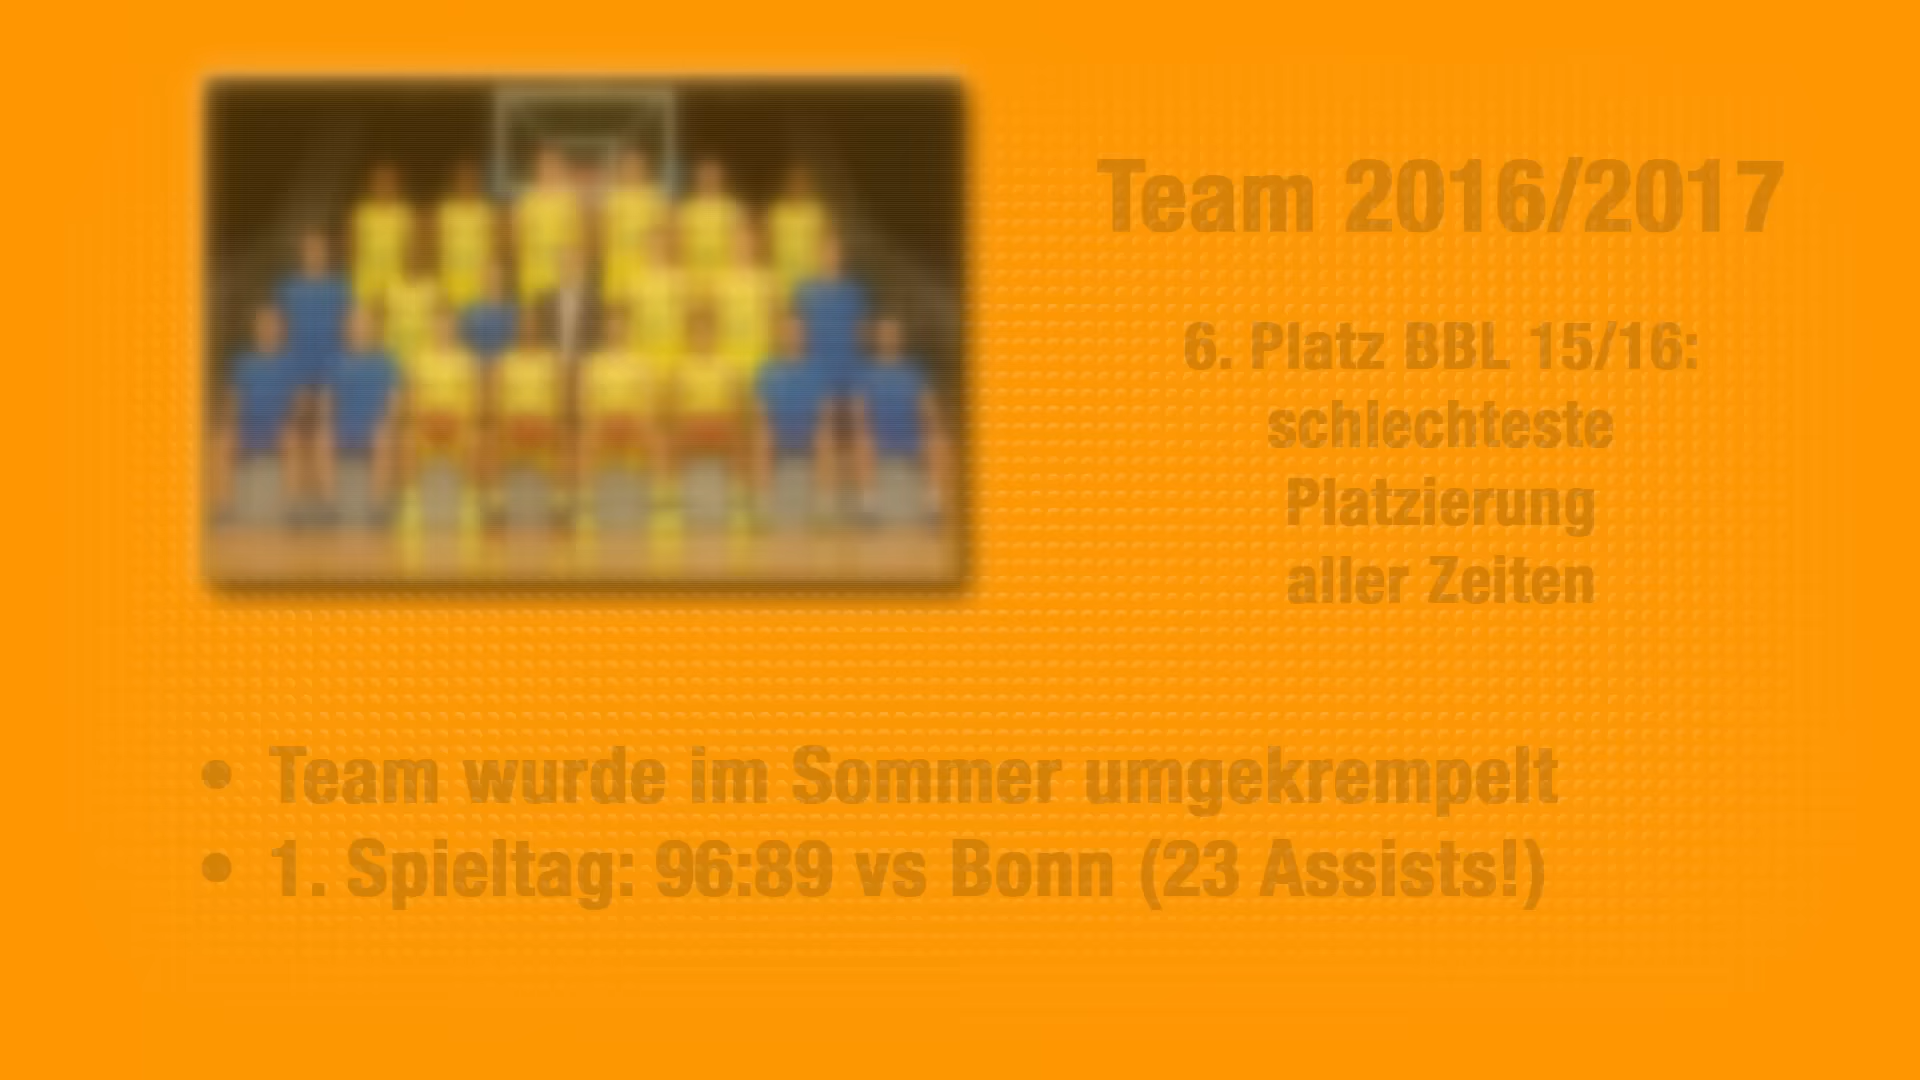 Team 2016/2017
6. Platz BBL 15/16:
schlechteste
Platzierung
aller Zeiten
• Team wurde im Sommer umgekrempelt
• 1. Spieltag: 96:89 vs Bonn (23 Assists!)